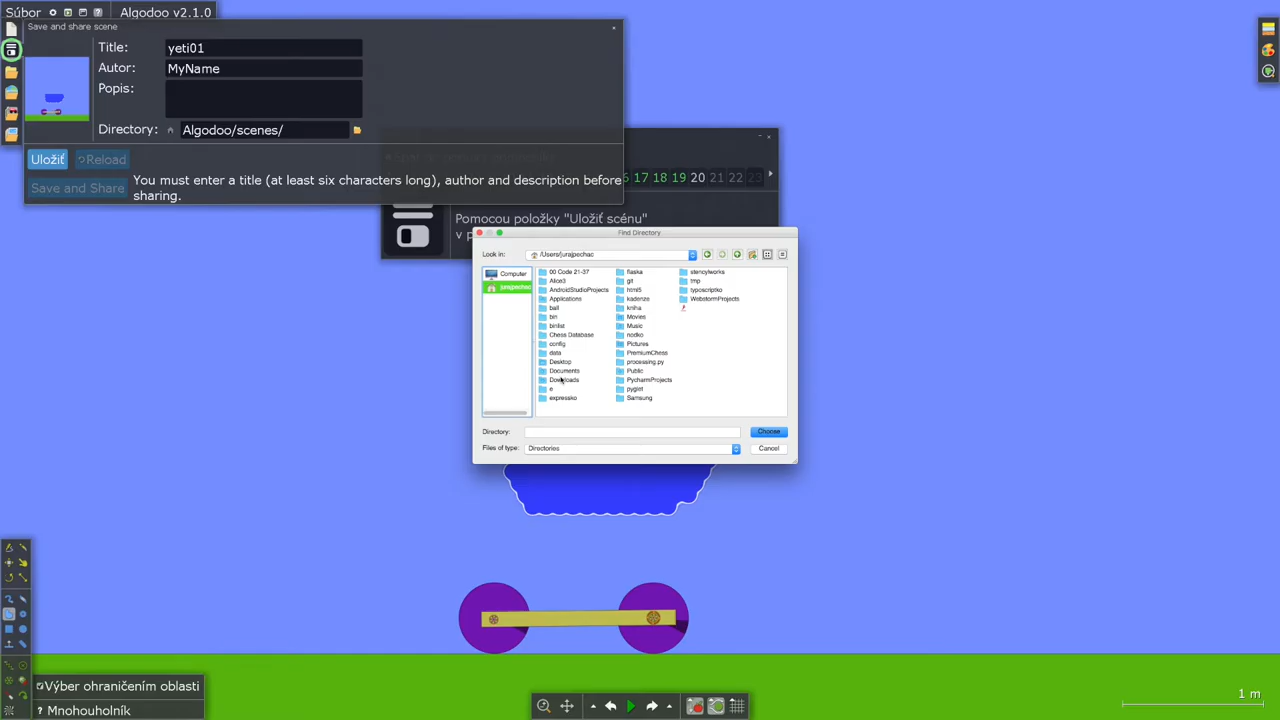 Súbor
Algodoo v2.1.0
Save and share scene
Title: yeti01
Autor: MyName
Popis:
Directory: Algodoo/scenes/
Uložiť
Reload
Save and Share
You must enter a title (at least six characters long), author and description before
sharing.
16 17 18 19 20 21 22 23
Pomocou položky "Uložiť scénu"
Find Directory
Look in: /Users/jurajpechac
Computer
jurajpechac
00 Code 21-37
Alice3
AndroidStudioProjects
Applications
ball
bin
binlist
Chess Database
config
data
Desktop
Documents
Downloads
e
expressko
flaska
git
html5
kadenze
kniha
Movies
Music
nodko
Pictures
PremiumChess
processing.py
Public
PycharmProjects
pyglet
Samsung
stencylworks
tmp
typoscriptko
WebstormProjects
Directory:
Choose
Files of type: Directories
Cancel
Výber ohraničením oblasti
? Mnohouholník
1 m